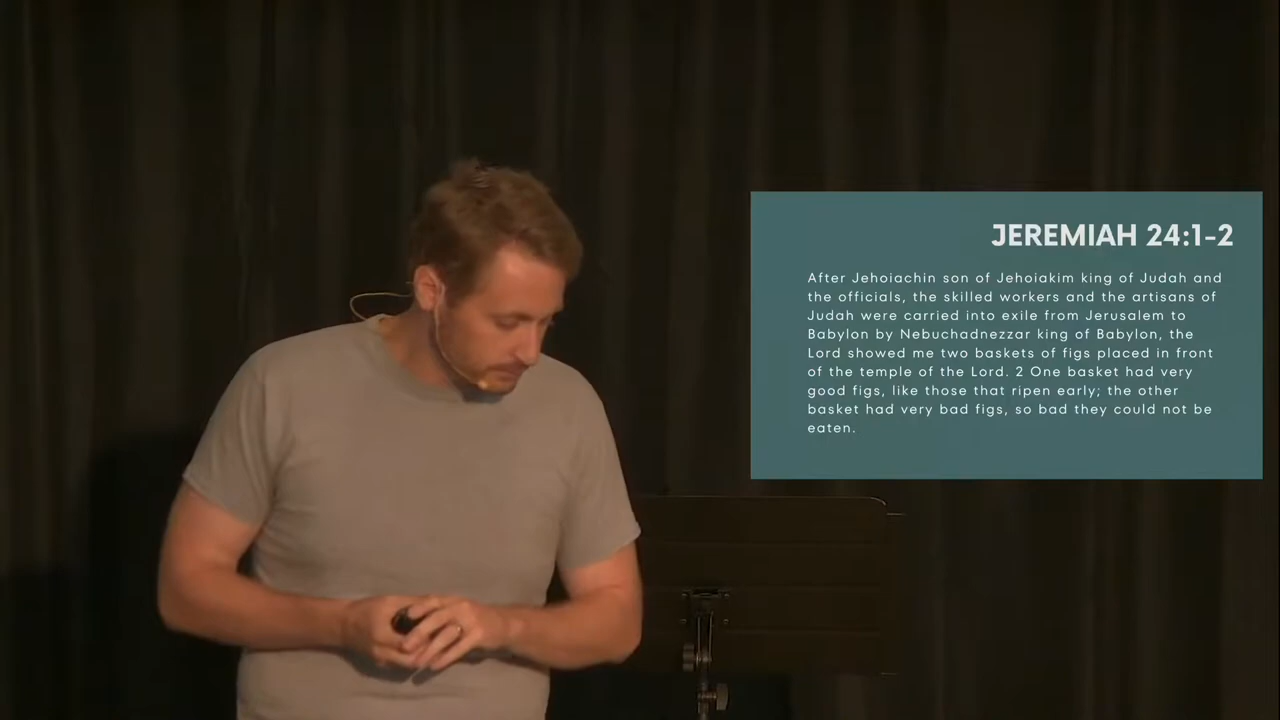 JEREMIAH 24:1-2
After Jehoiachin son of Jehoiakim king of Judah and
the officials, the skilled workers and the artisans of
Judah were carried into exile from Jerusalem to
Babylon by Nebuchadnezzar king of Babylon, the
Lord showed me two baskets of figs placed in front
of the temple of the Lord. 2 One basket had very
good figs, like those that ripen early; the other
basket had very bad figs, so bad they could not be
eaten.